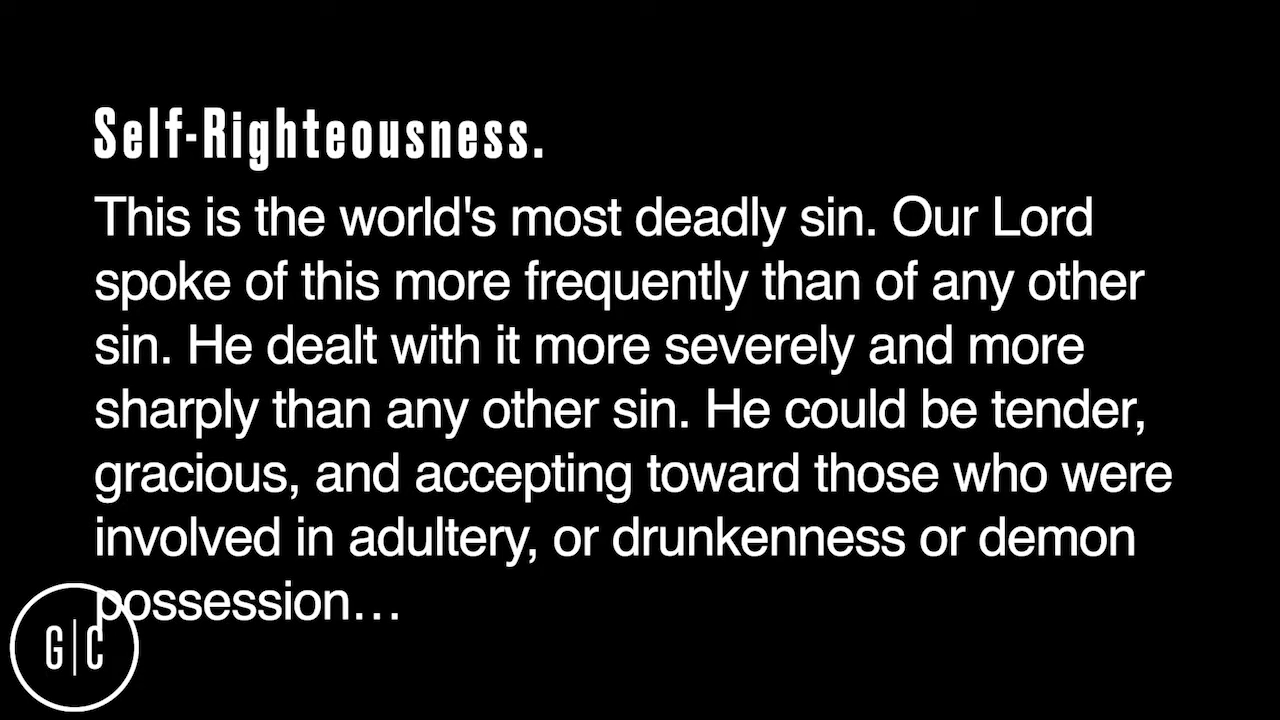 Self-Righteousness.
This is the world's most deadly sin. Our Lord
spoke of this more frequently than of any other
sin. He dealt with it more severely and more
sharply than any other sin. He could be tender,
gracious, and accepting toward those who were
involved in adultery, or drunkenness or demon
possession…
G|C